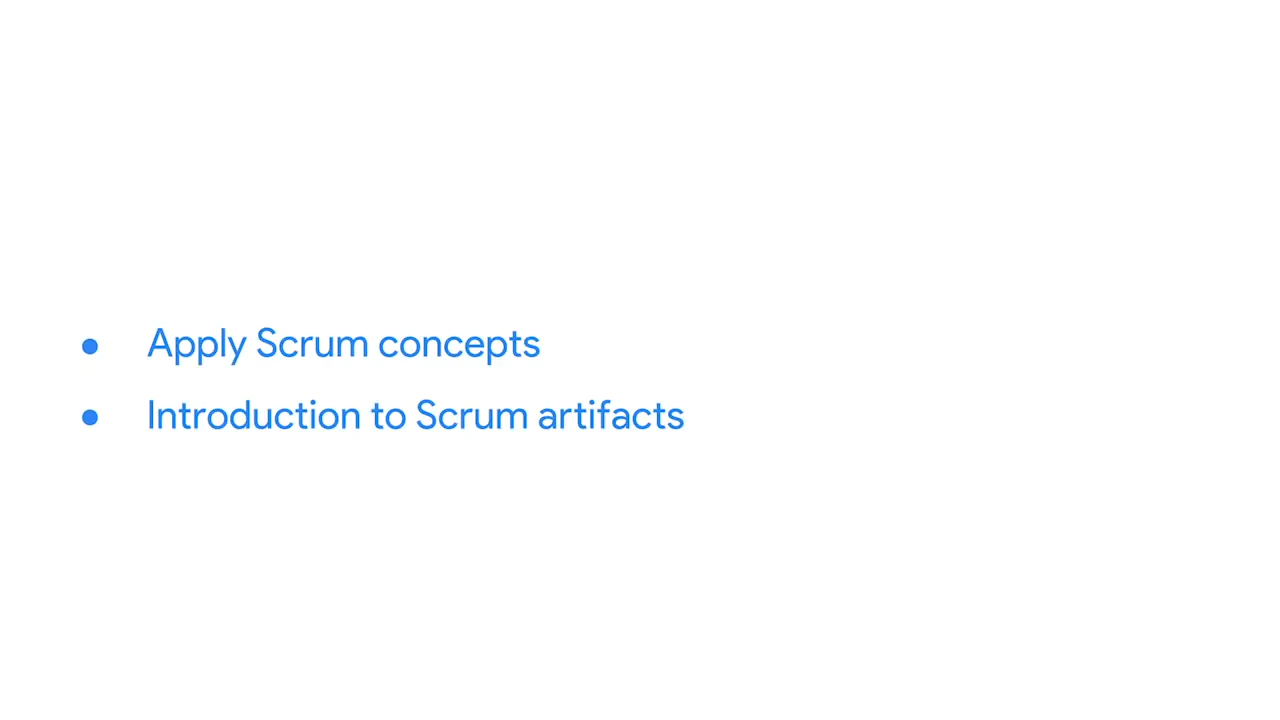 ● Apply Scrum concepts
● Introduction to Scrum artifacts